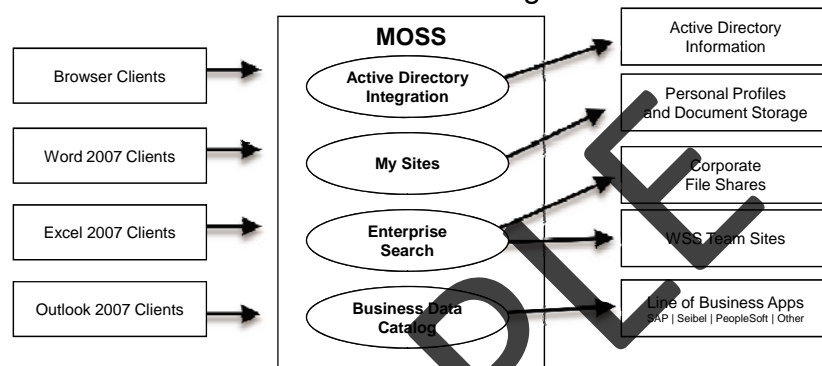 MOSS
Browser Clients
Word 2007 Clients
Excel 2007 Clients
Outlook 2007 Clients
Active Directory
Integration
My Sites
Enterprise
Search
Business Data
Catalog
Active Directory
Information
Personal Profiles
and Document Storage
Corporate
File Shares
WSS Team Sites
Line of Business Apps
SAP | Seibel | PeopleSoft | Other